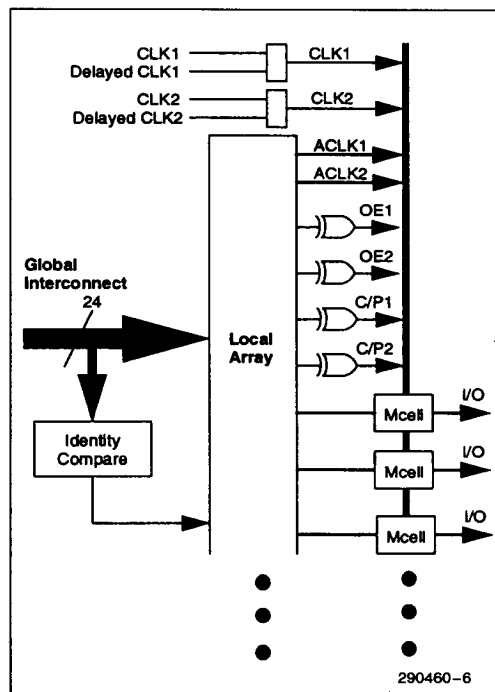 CLK1
Delayed CLK1
CLK1
CLK2
Delayed CLK2
CLK2
ACLK1
ACLK2
OE1
OE2
C/P1
C/P2
Global
Interconnect
24
Local
Array
Identity
Compare
Mcell
I/O
Mcell
I/O
Mcell
I/O
290460-6